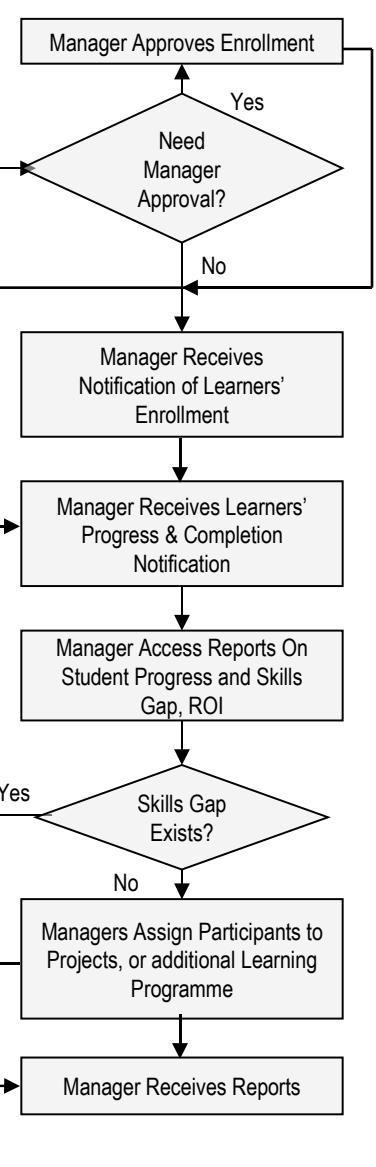 Manager Approves Enrollment
Yes
Need
Manager
Approval?
No
Manager Receives
Notification of Learners’
Enrollment
Manager Receives Learners’
Progress & Completion
Notification
Manager Access Reports On
Student Progress and Skills
Gap, ROI
Yes
Skills Gap
Exists?
No
Managers Assign Participants to
Projects, or additional Learning
Programme
Manager Receives Reports